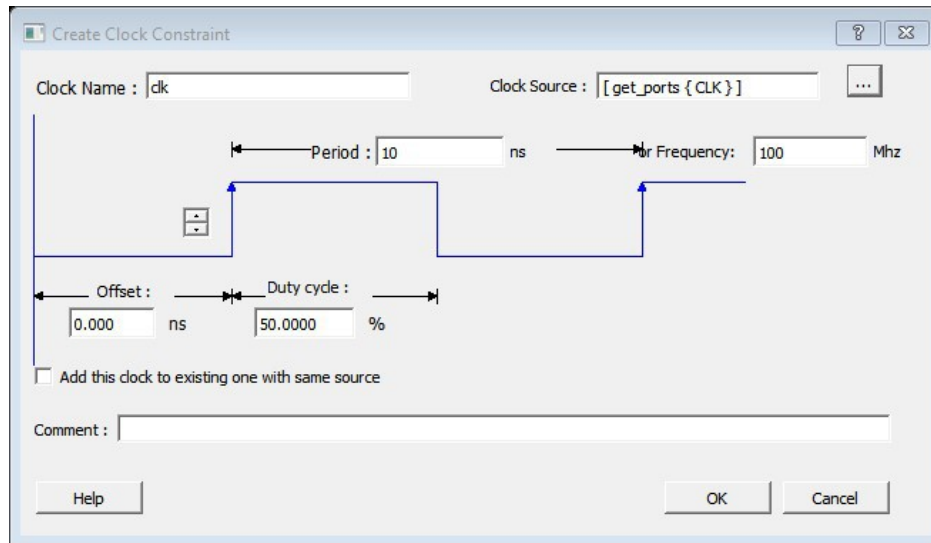 Create Clock Constraint
Clock Name : clk Clock Source : [ get_ports { CLK } ] ...
Period : 10 ns or Frequency: 100 Mhz
Offset : Duty cycle :
0.000 ns 50.0000 %
Add this clock to existing one with same source
Comment :
Help OK Cancel